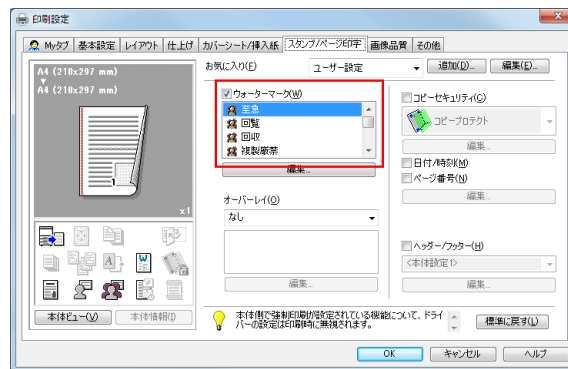 印刷設定
Myタブ 基本設定 レイアウト 仕上げ カバーシート/挿入紙 スタンプ/ページ印字 画像品質 その他
A4 (210x297 mm)
A4 (210x297 mm)
1
x1
本体ビュー(V) 本体情報(I)
お気に入り(F) ユーザー設定 追加(D)... 編集(E)...
ウォーターマーク(W)
至急
回覧
回収
複製厳禁
編集...
オーバーレイ(O)
なし
編集...
コピーセキュリティ(C)
コピープロテクト
編集...
日付/時刻(M)
ページ番号(N)
編集...
ヘッダー/フッター(H)
<本体設定1>
編集...
本体側で強制印刷が設定されている機能について、ドライ
バーの設定は印刷時に無視されます。
標準に戻す(L)
OK キャンセル ヘルプ